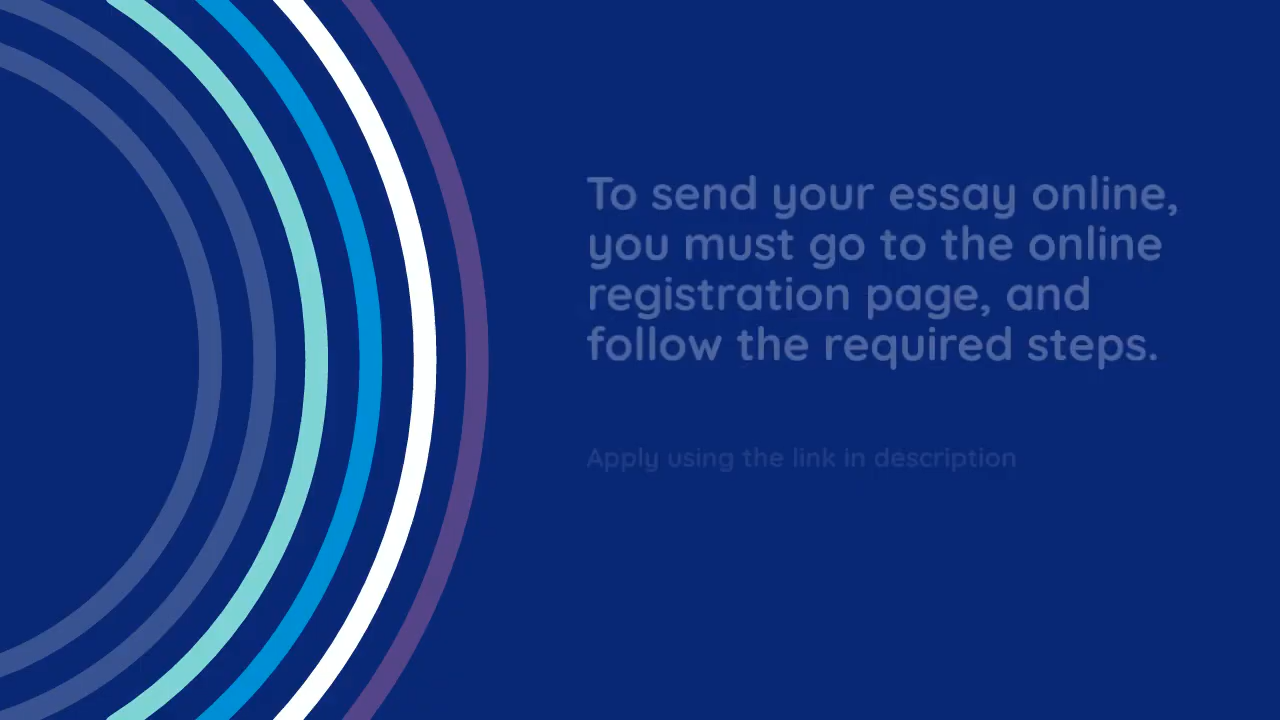 To send your essay online,
you must go to the online
registration page, and
follow the required steps.
Apply using the link in description